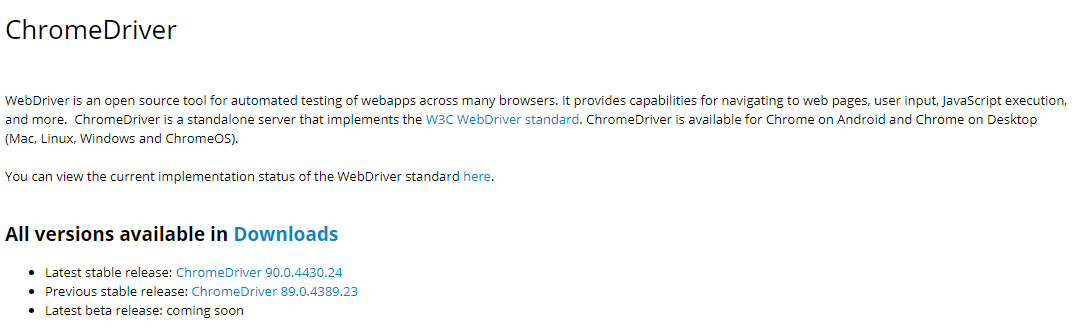 ChromeDriver
WebDriver is an open source tool for automated testing of webapps across many browsers. It provides capabilities for navigating to web pages, user input, JavaScript execution,
and more.  ChromeDriver is a standalone server that implements the W3C WebDriver standard. ChromeDriver is available for Chrome on Android and Chrome on Desktop
(Mac, Linux, Windows and ChromeOS).
You can view the current implementation status of the WebDriver standard here.
All versions available in Downloads
• Latest stable release: ChromeDriver 90.0.4430.24
• Previous stable release: ChromeDriver 89.0.4389.23
• Latest beta release: coming soon